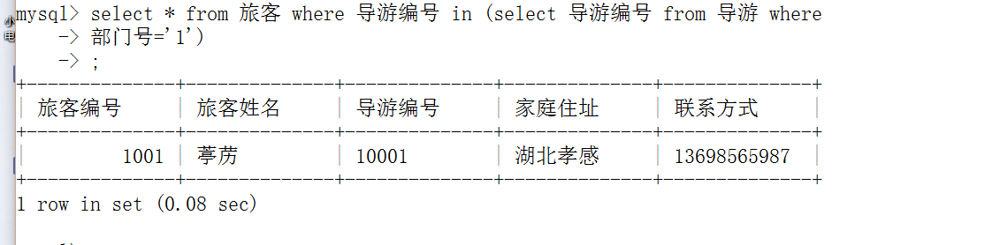 小
电
mysql> select * from 旅客 where 导游编号 in (select 导游编号 from 导游 where
-> 部门号='1')
-> ;
+---------------+---------------+---------------+---------------+---------------+
| 旅客编号 | 旅客姓名 | 导游编号 | 家庭住址 | 联系方式 |
+---------------+---------------+---------------+---------------+---------------+
| 1001 | 葶苈 | 10001 | 湖北孝感 | 13698565987 |
+---------------+---------------+---------------+---------------+---------------+
1 row in set (0.08 sec)